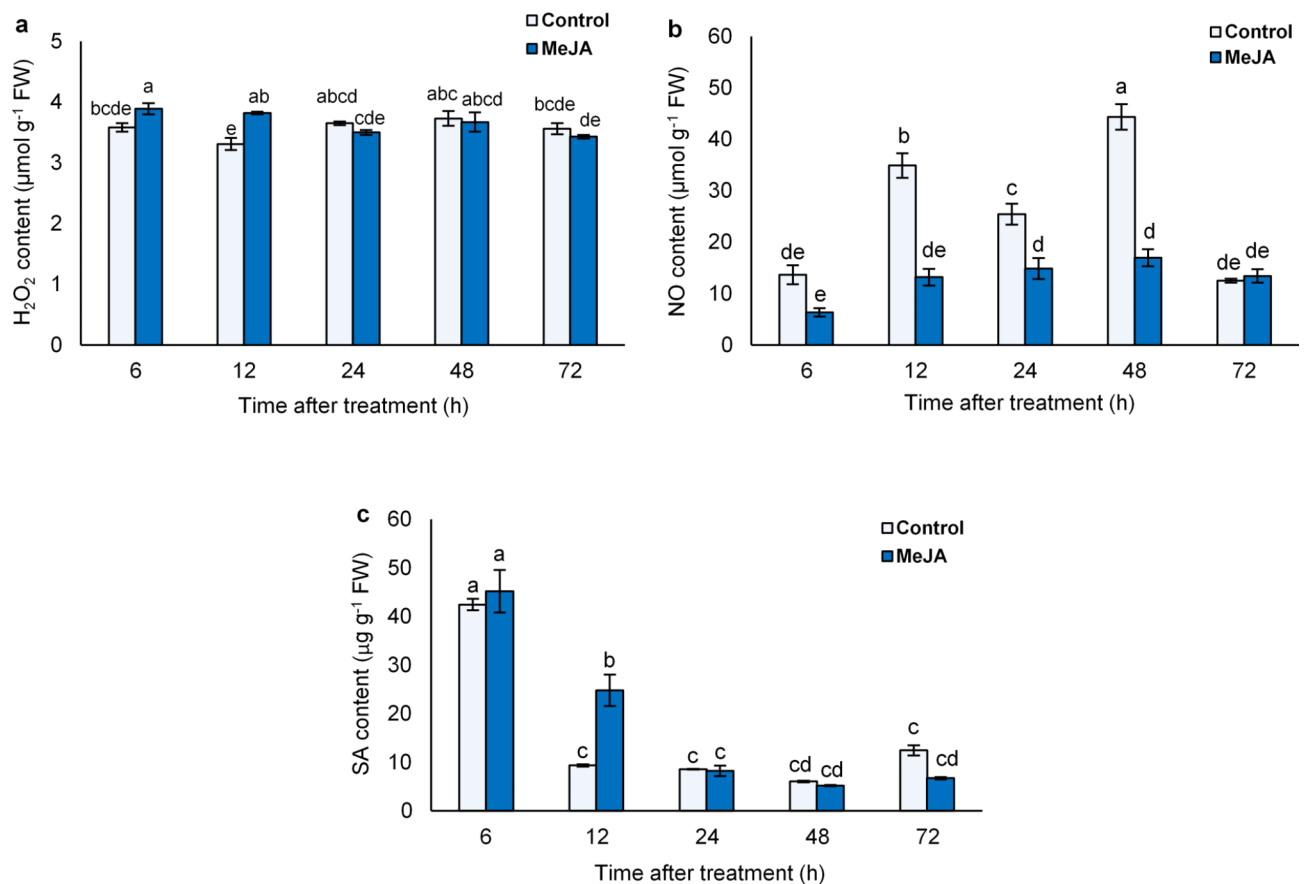 a
Control
MeJA
H₂O₂ content (µmol g⁻¹ FW)
5
4
3
2
1
0
bcde a e ab abcd cde abc abcd bcde de
6 12 24 48 72
Time after treatment (h)
b
Control
MeJA
NO content (µmol g⁻¹ FW)
60
50
40
30
20
10
0
de e b de c d a d de de
6 12 24 48 72
Time after treatment (h)
c
Control
MeJA
SA content (µg g⁻¹ FW)
60
50
40
30
20
10
0
a a c b c c cd cd c cd
6 12 24 48 72
Time after treatment (h)